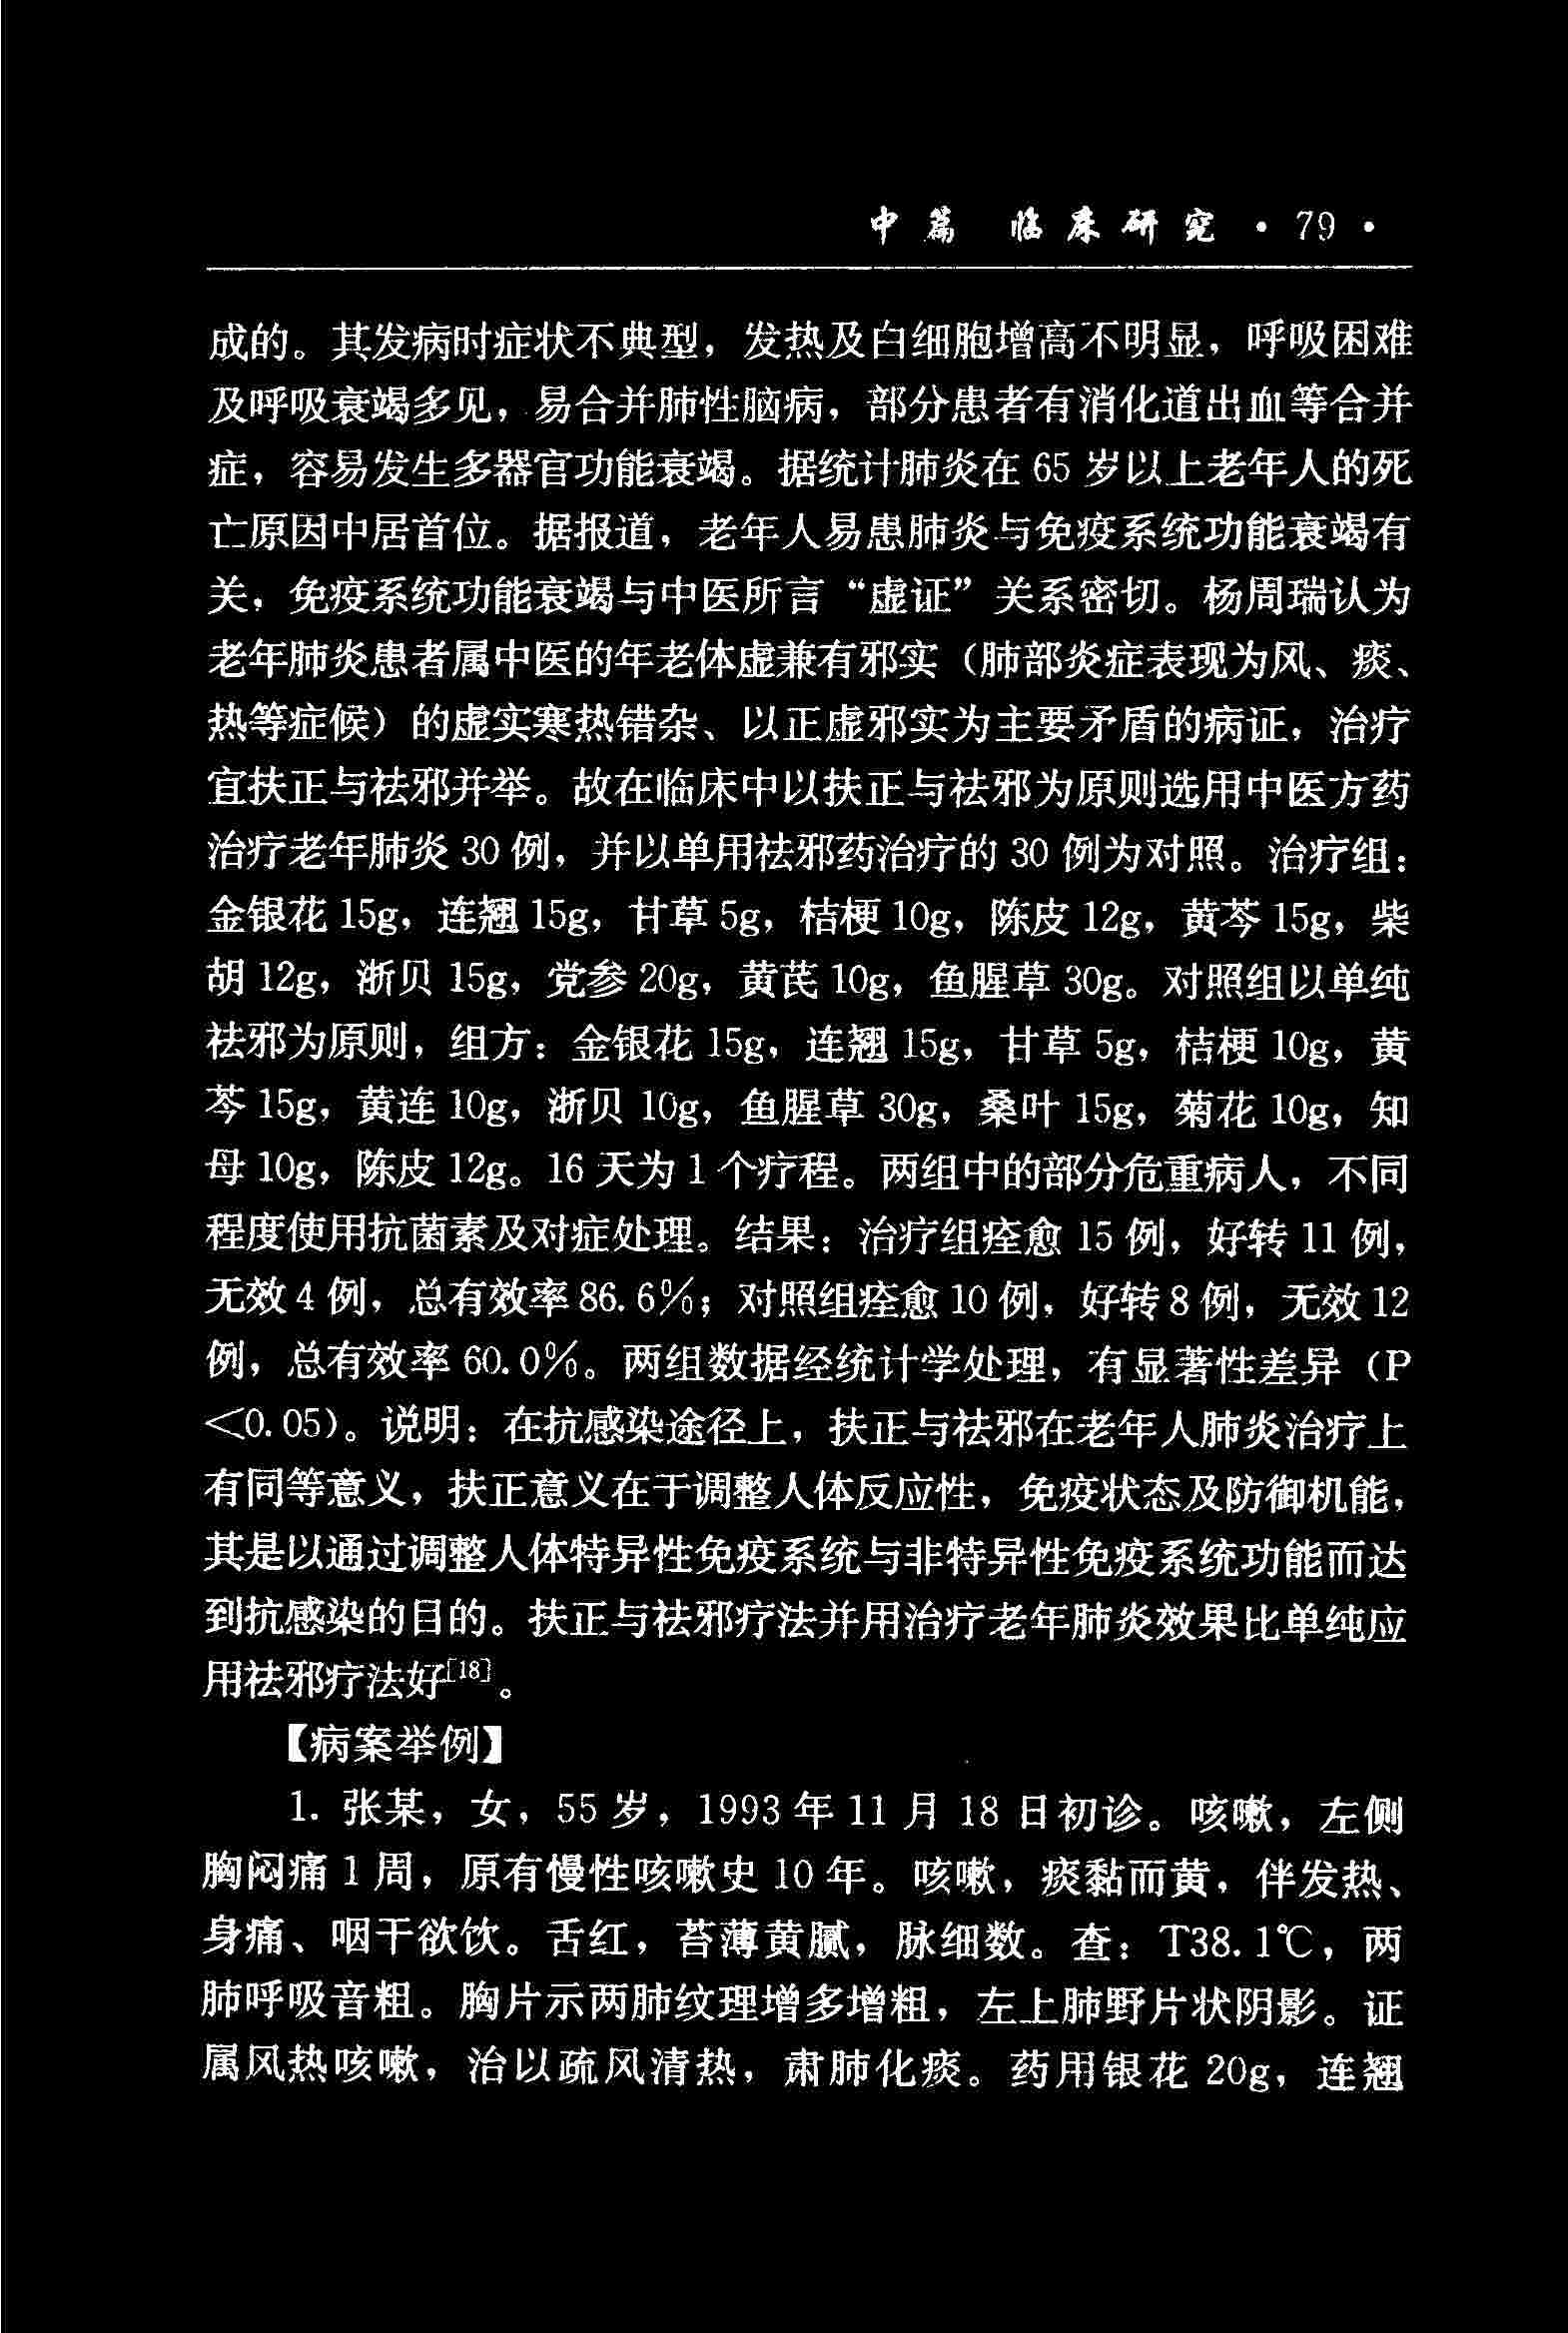 中篇 临床研究 · 79 ·
成的。其发病时症状不典型，发热及白细胞增高不明显，呼吸困难
及呼吸衰竭多见，易合并肺性脑病，部分患者有消化道出血等合并
症，容易发生多器官功能衰竭。据统计肺炎在 65 岁以上老年人的死
亡原因中居首位。据报道，老年人易患肺炎与免疫系统功能衰竭有
关，免疫系统功能衰竭与中医所言“虚证”关系密切。杨周瑞认为
老年肺炎患者属中医的年老体虚兼有邪实（肺部炎症表现为风、痰、
热等症候）的虚实寒热错杂、以正虚邪实为主要矛盾的病证，治疗
宜扶正与祛邪并举。故在临床中以扶正与祛邪为原则选用中医方药
治疗老年肺炎 30 例，并以单用祛邪药治疗的 30 例为对照。治疗组：
金银花 15g，连翘 15g，甘草 5g，桔梗 10g，陈皮 12g，黄芩 15g，柴
胡 12g，浙贝 15g，党参 20g，黄芪 10g，鱼腥草 30g。对照组以单纯
祛邪为原则，组方：金银花 15g，连翘 15g，甘草 5g，桔梗 10g，黄
芩 15g，黄连 10g，浙贝 10g，鱼腥草 30g，桑叶 15g，菊花 10g，知
母 10g，陈皮 12g。16 天为 1 个疗程。两组中的部分危重病人，不同
程度使用抗菌素及对症处理。结果：治疗组痊愈 15 例，好转 11 例，
无效 4 例，总有效率 86.6%；对照组痊愈 10 例，好转 8 例，无效 12
例，总有效率 60.0%。两组数据经统计学处理，有显著性差异（P
<0.05）。说明：在抗感染途径上，扶正与祛邪在老年人肺炎治疗上
有同等意义，扶正意义在于调整人体反应性，免疫状态及防御机能，
其是以通过调整人体特异性免疫系统与非特异性免疫系统功能而达
到抗感染的目的。扶正与祛邪疗法并用治疗老年肺炎效果比单纯应
用祛邪疗法好[18]。
【病案举例】
1. 张某，女，55 岁，1993 年 11 月 18 日初诊。咳嗽，左侧
胸闷痛 1 周，原有慢性咳嗽史 10 年。咳嗽，痰黏而黄，伴发热、
身痛、咽干欲饮。舌红，苔薄黄腻，脉细数。查：T38.1℃，两
肺呼吸音粗。胸片示两肺纹理增多增粗，左上肺野片状阴影。证
属风热咳嗽，治以疏风清热，肃肺化痰。药用银花 20g，连翘